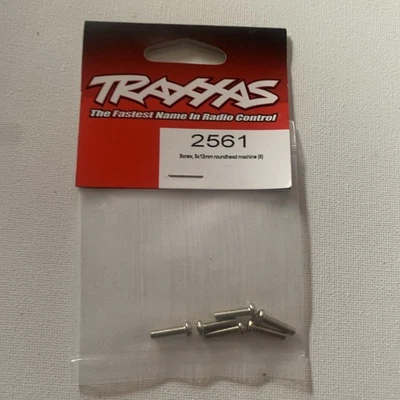 TRAXXAS
The Fastest Name In Radio Control
2561
Screw, 3x12mm roundhead machine (6)